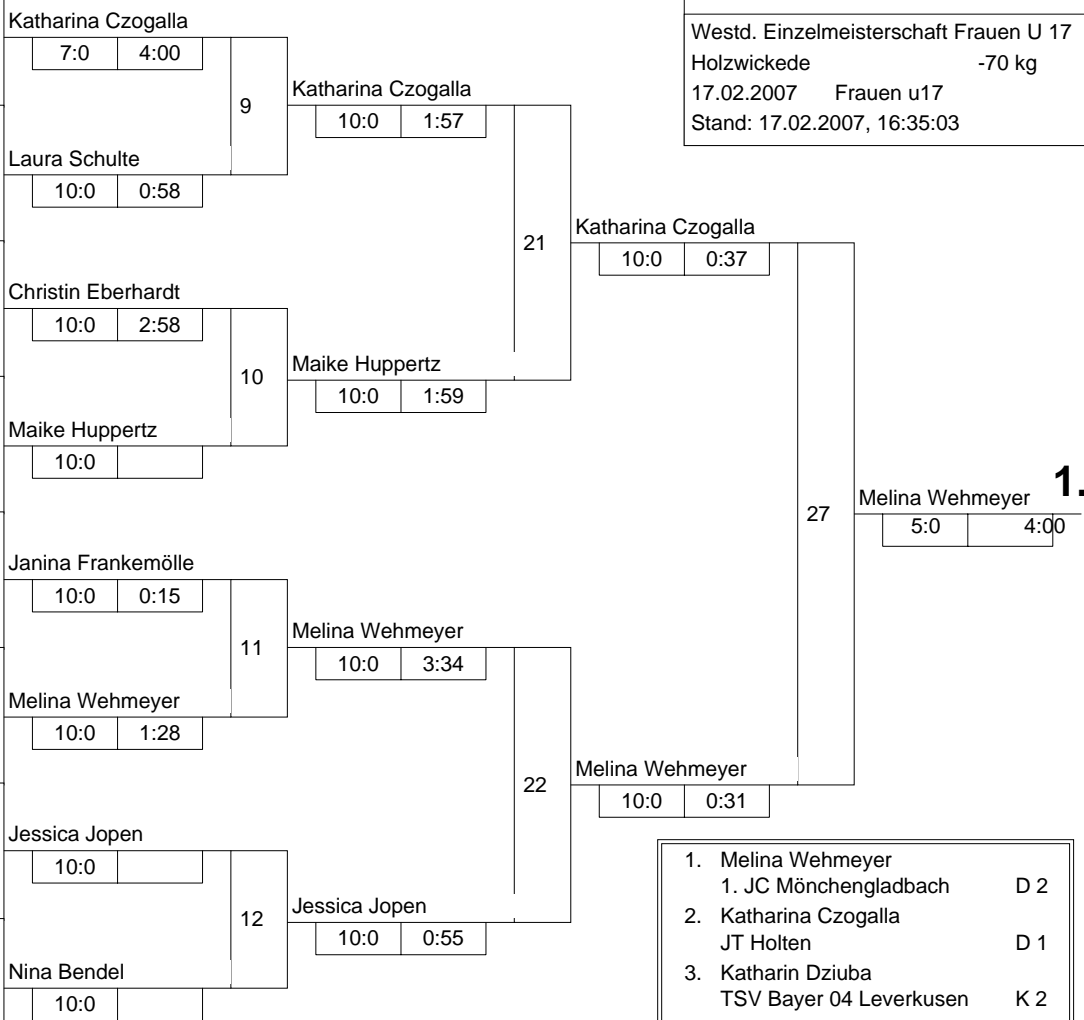 Westd. Einzelmeisterschaft Frauen U 17
Holzwickede -70 kg
17.02.2007 Frauen u17
Stand: 17.02.2007, 16:35:03
Katharina Czogalla
7:0 4:00
9
Laura Schulte
10:0 0:58
Katharina Czogalla
10:0 1:57
21
Christin Eberhardt
10:0 2:58
10
Maike Huppertz
10:0
Maike Huppertz
10:0 1:59
Katharina Czogalla
10:0 0:37
27
Janina Frankemölle
10:0 0:15
11
Melina Wehmeyer
10:0 1:28
Melina Wehmeyer
10:0 3:34
22
Jessica Jopen
10:0
12
Nina Bendel
10:0
Jessica Jopen
10:0 0:55
Melina Wehmeyer
10:0 0:31
Melina Wehmeyer 1.
5:0 4:00
1. Melina Wehmeyer
1. JC Mönchengladbach D 2
2. Katharina Czogalla
JT Holten D 1
3. Katharin Dziuba
TSV Bayer 04 Leverkusen K 2